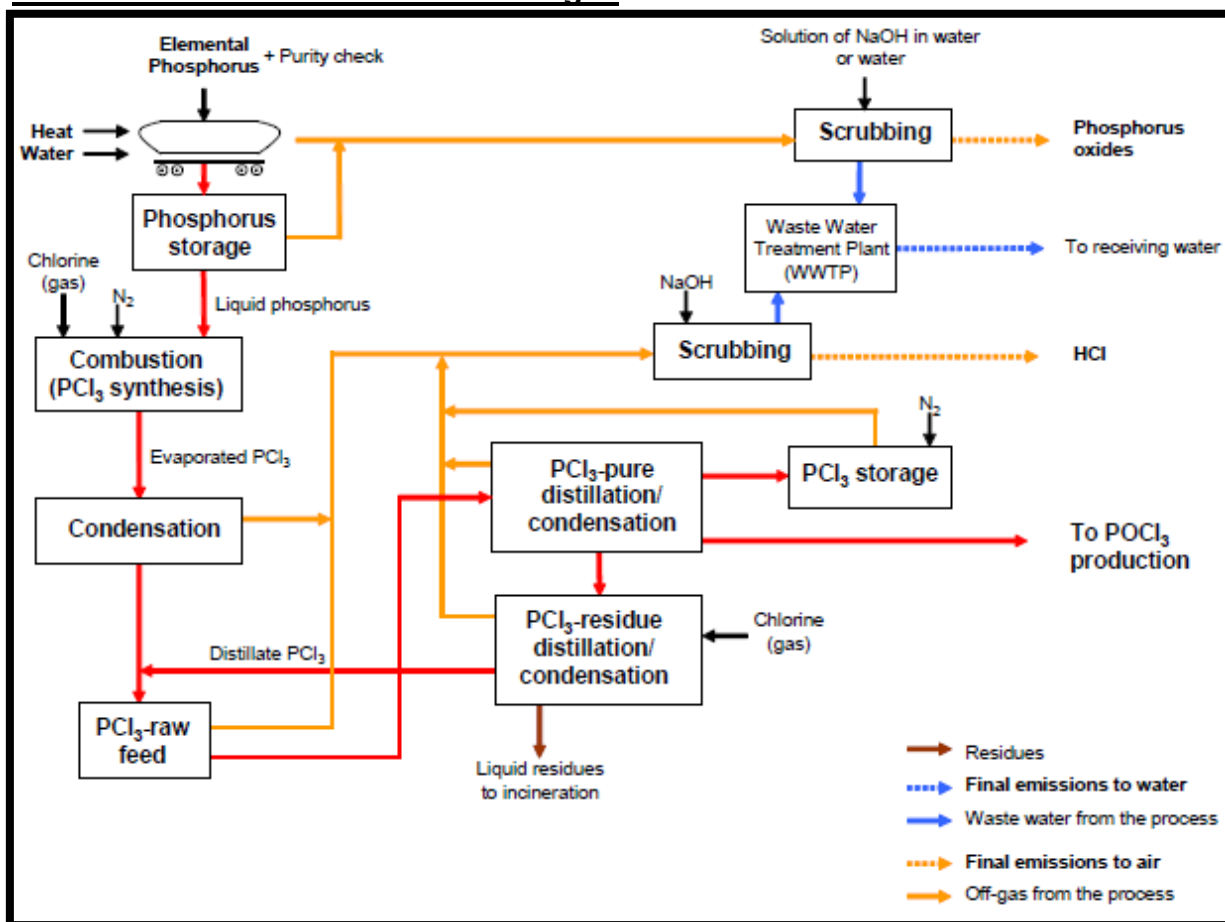 Elemental
Phosphorus
+ Purity check
Solution of NaOH in water
or water
Heat
Water
Scrubbing
Phosphorus
oxides
Phosphorus
storage
Waste Water
Treatment Plant
(WWTP)
To receiving water
Chlorine
(gas)
N₂
Liquid phosphorus
NaOH
Combustion
(PCl₃ synthesis)
Scrubbing
HCl
Evaporated PCl₃
N₂
PCl₃-pure
distillation/
condensation
PCl₃ storage
Condensation
To POCl₃
production
PCl₃-residue
distillation/
condensation
Chlorine
(gas)
Distillate PCl₃
PCl₃-raw
feed
Liquid residues
to incineration
Residues
Final emissions to water
Waste water from the process
Final emissions to air
Off-gas from the process